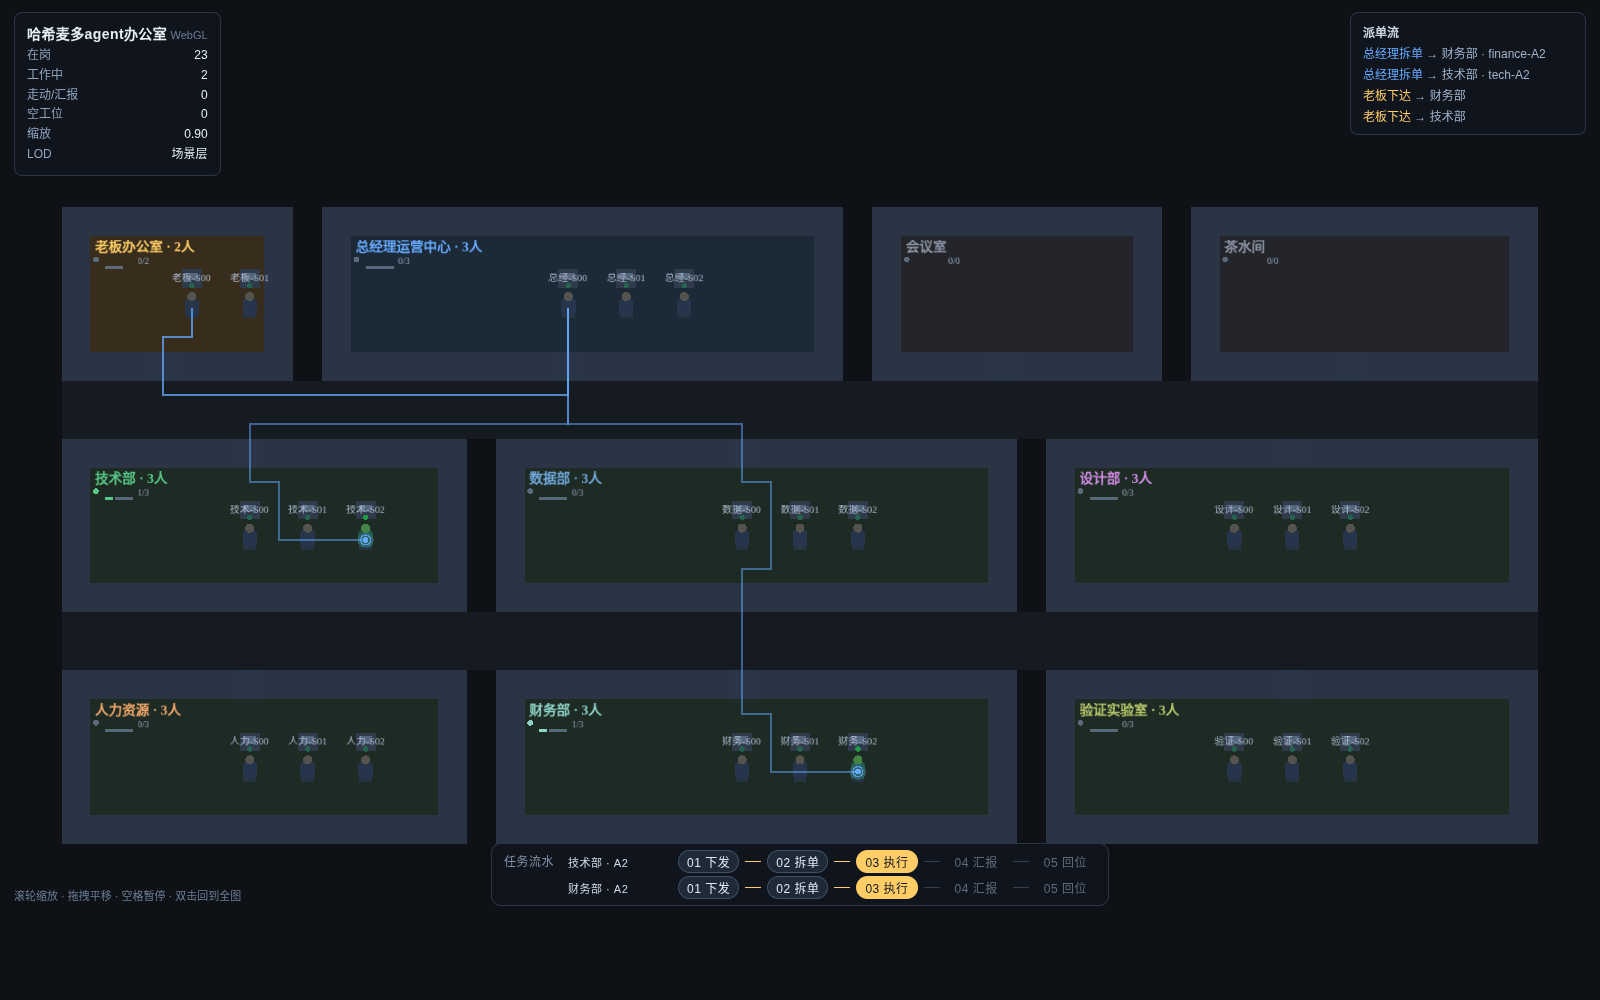 哈希麦多agent办公室 WebGL
在岗 23
工作中 2
走动/汇报 0
空工位 0
缩放 0.90
LOD 场景层
派单流
总经理拆单 → 财务部 · finance-A2
总经理拆单 → 技术部 · tech-A2
老板下达 → 财务部
老板下达 → 技术部
老板办公室 · 2人
0/2
老板-S00 老板-S01
总经理运营中心 · 3人
0/3
总经-S00 总经-S01 总经-S02
会议室
0/0
茶水间
0/0
技术部 · 3人
1/3
技术-S00 技术-S01 技术-S02
数据部 · 3人
0/3
数据-S00 数据-S01 数据-S02
设计部 · 3人
0/3
设计-S00 设计-S01 设计-S02
人力资源 · 3人
0/3
人力-S00 人力-S01 人力-S02
财务部 · 3人
1/3
财务-S00 财务-S01 财务-S02
验证实验室 · 3人
0/3
验证-S00 验证-S01 验证-S02
任务流水 技术部 · A2 01 下发 02 拆单 03 执行 04 汇报 05 回位
财务部 · A2 01 下发 02 拆单 03 执行 04 汇报 05 回位
滚轮缩放 · 拖拽平移 · 空格暂停 · 双击回到全图